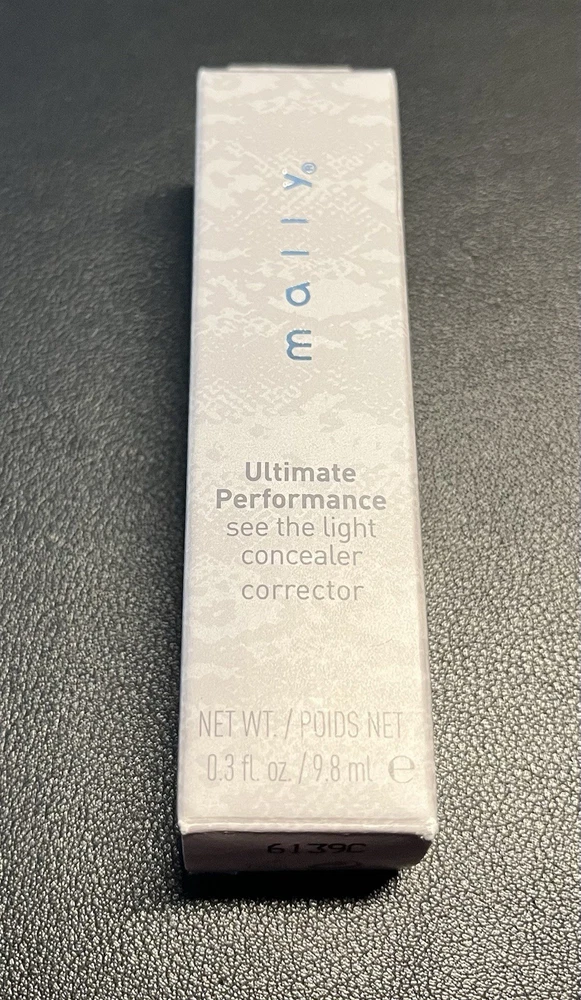 mally®
Ultimate
Performance
see the light
concealer
corrector
NET WT. / POIDS NET
0.3 fl. oz. / 9.8 ml ℮
6139C